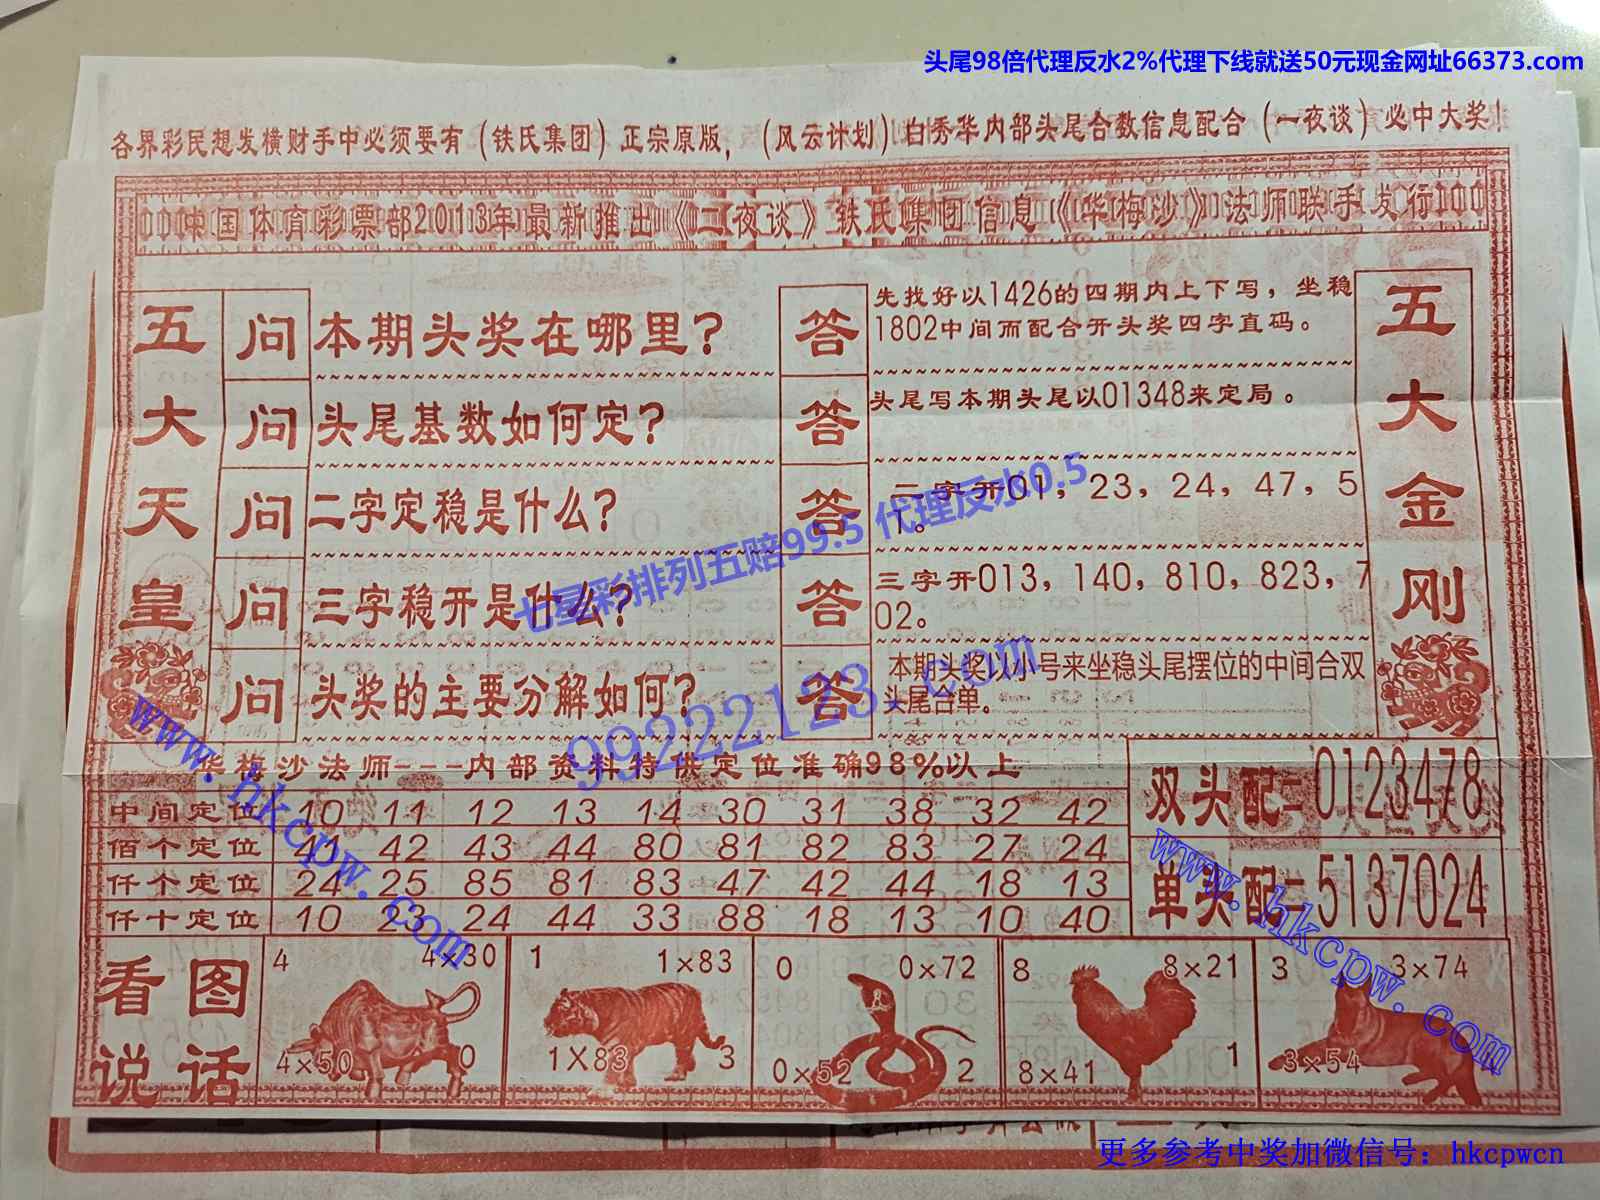 头尾98倍代理反水2%代理下线就送50元现金网址66373.com
各界彩民想发横财手中必须要有（铁氏集团）正宗原版，（风云计划）白秀华内部头尾合数信息配合（一夜谈）必中大奖！
中国体育彩票部2013年最新推出《二夜谈》铁氏集团信息《华梅沙》法师联手发行
五大天皇
问 本期头奖在哪里？
答 先找好以1426的四期内上下写，坐稳
1802中间而配合开头奖四字直码。
问 头尾基数如何定？
答 头尾写本期头尾以01348来定局。
问 二字定稳是什么？
答 二字开01，23，24，47，5
1。
问 三字稳开是什么？
答 三字开013，140，810，823，7
02。
问 头奖的主要分解如何？
答 本期头奖以小号来坐稳头尾摆位的中间合双
头尾合单。
五大金刚
七星彩排列五赔99.5 代理反水0.5
99222123.com
www.hkcpw.com
华梅沙法师---内部资料特供定位准确98%以上
中间定位 10 11 12 13 14 30 31 38 32 42
佰个定位 41 42 43 44 80 81 82 83 27 24
仟个定位 24 25 85 81 83 47 42 44 18 13
仟十定位 10 23 24 44 33 88 18 13 10 40
双头配=0123478
单头配=5137024
www.hkcpw.com
看图
说话
4 4×30
4×50 0
1 1×83
1X83 3
0 0×72
0×52 2
8 8×21
8×41 1
3 3×74
3×54
更多参考中奖加微信号：hkcpwcn